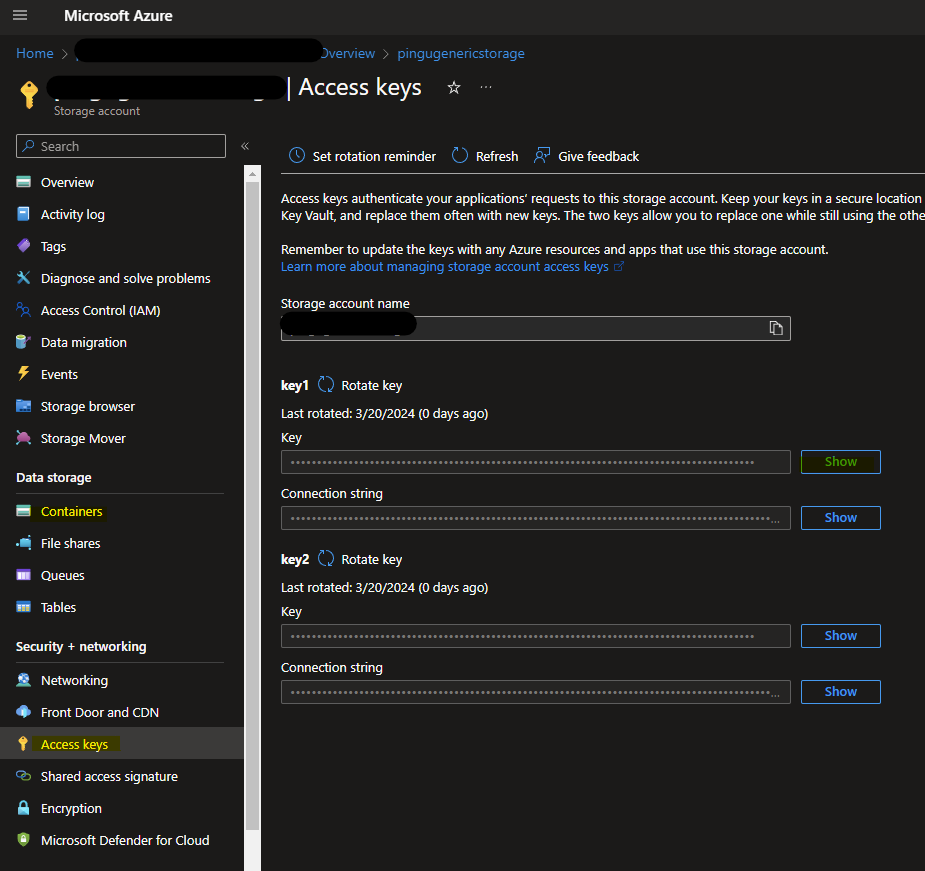 Microsoft Azure
Home > Overview > pingugenericstorage
| Access keys
Storage account
Search
Overview
Activity log
Tags
Diagnose and solve problems
Access Control (IAM)
Data migration
Events
Storage browser
Storage Mover
Data storage
Containers
File shares
Queues
Tables
Security + networking
Networking
Front Door and CDN
Access keys
Shared access signature
Encryption
Microsoft Defender for Cloud
Set rotation reminder Refresh Give feedback
Access keys authenticate your applications' requests to this storage account. Keep your keys in a secure location
Key Vault, and replace them often with new keys. The two keys allow you to replace one while still using the othe
Remember to update the keys with any Azure resources and apps that use this storage account.
Learn more about managing storage account access keys
Storage account name
key1 Rotate key
Last rotated: 3/20/2024 (0 days ago)
Key
Show
Connection string
... Show
key2 Rotate key
Last rotated: 3/20/2024 (0 days ago)
Key
Show
Connection string
... Show